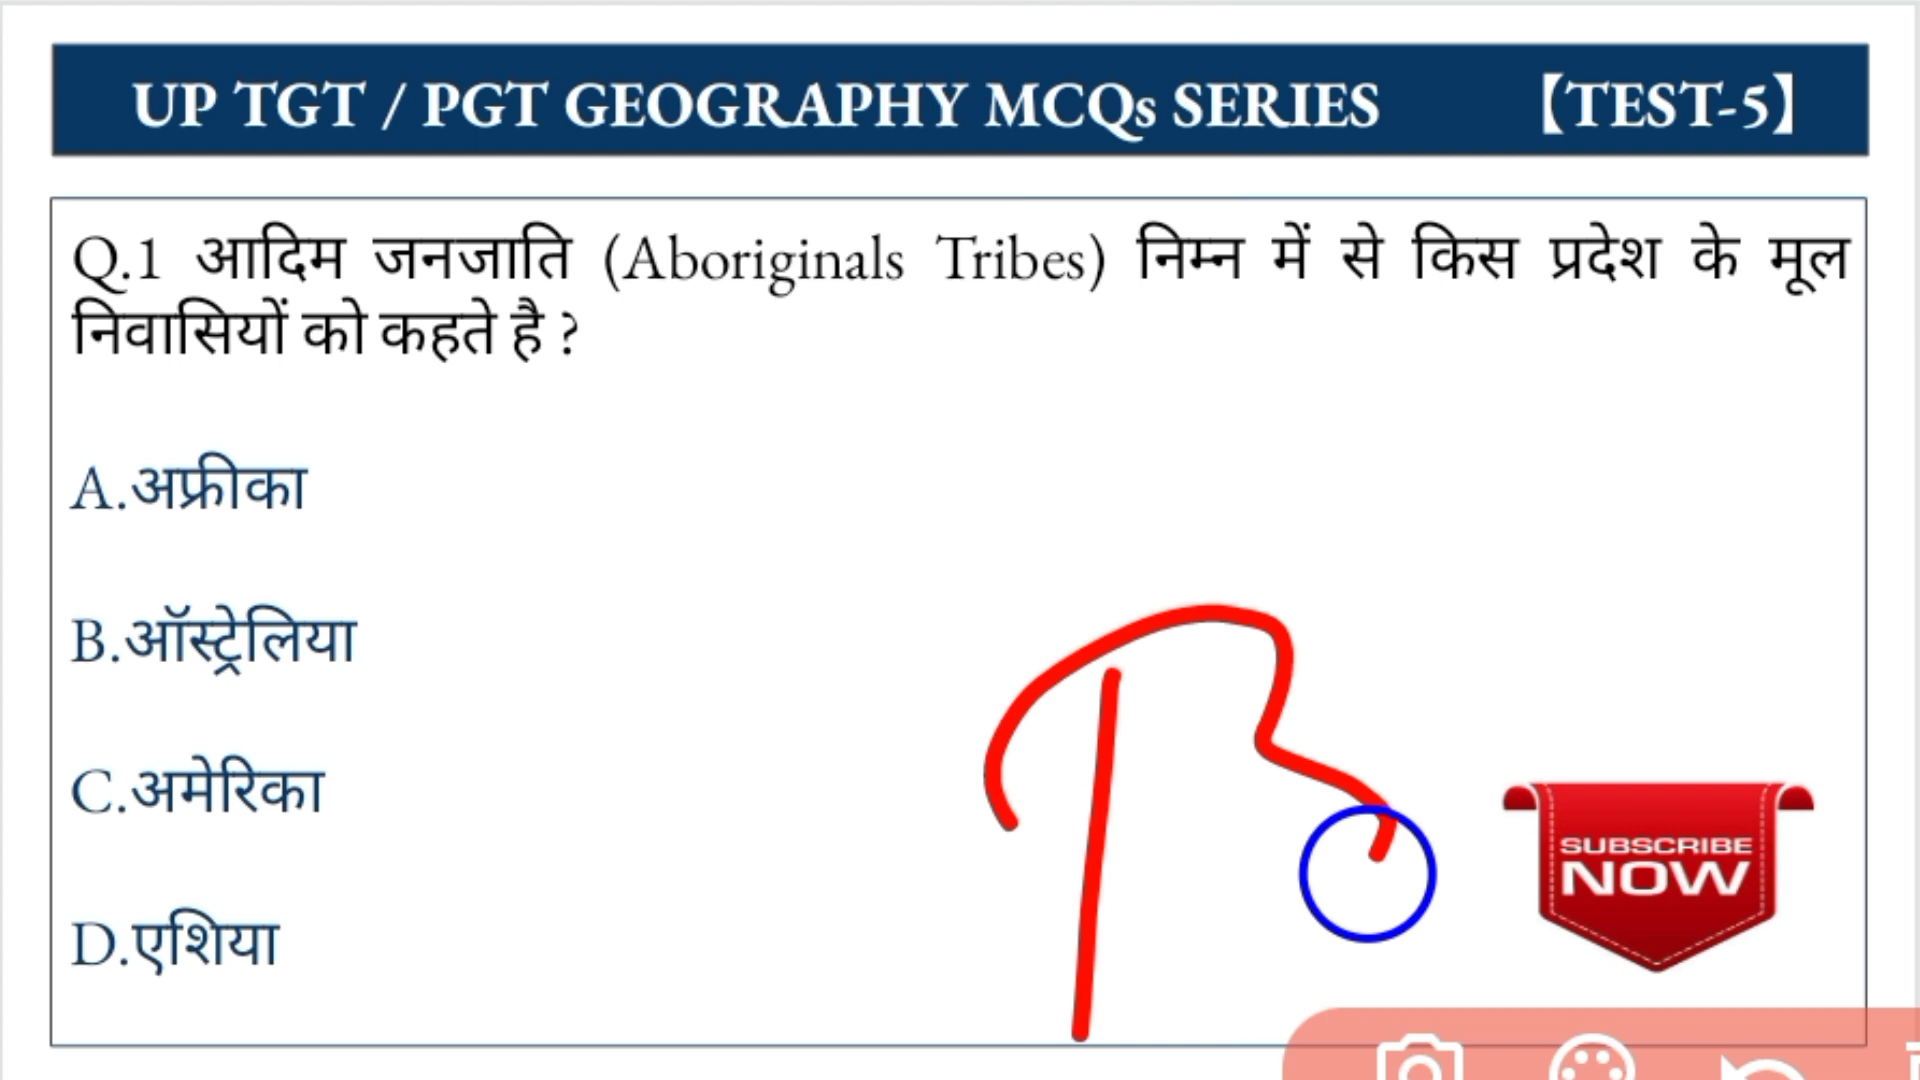 UP TGT / PGT GEOGRAPHY MCQs SERIES 【TEST-5】
Q.1 आदिम जनजाति (Aboriginals Tribes) निम्न में से किस प्रदेश के मूल
निवासियों को कहते है ?
A.अफ्रीका
B.ऑस्ट्रेलिया
C.अमेरिका
D.एशिया
B
SUBSCRIBE
NOW